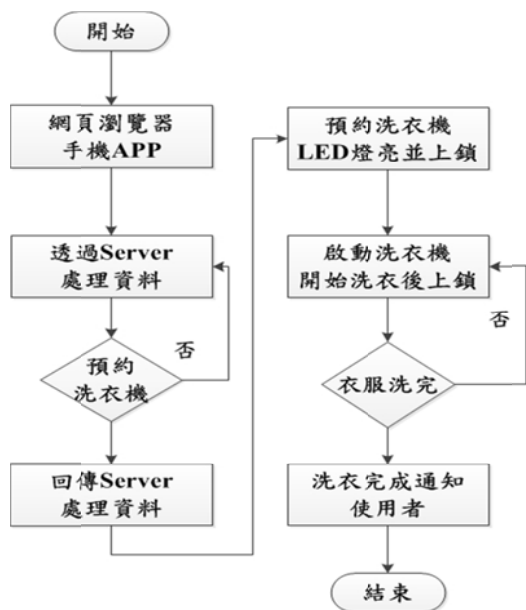 開始
網頁瀏覽器
手機APP
透過Server
處理資料
否
預約
洗衣機
回傳Server
處理資料
預約洗衣機
LED燈亮並上鎖
啟動洗衣機
開始洗衣後上鎖
否
衣服洗完
洗衣完成通知
使用者
結束